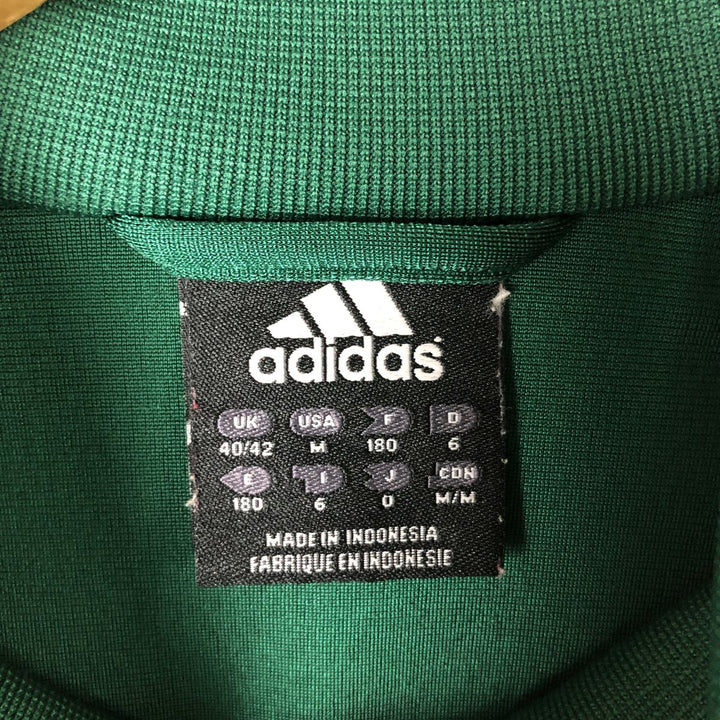 adidas
UK USA F D
40/42 M 180 6
E I J CDN
180 6 0 M/M
MADE IN INDONESIA
FABRIQUE EN INDONESIE